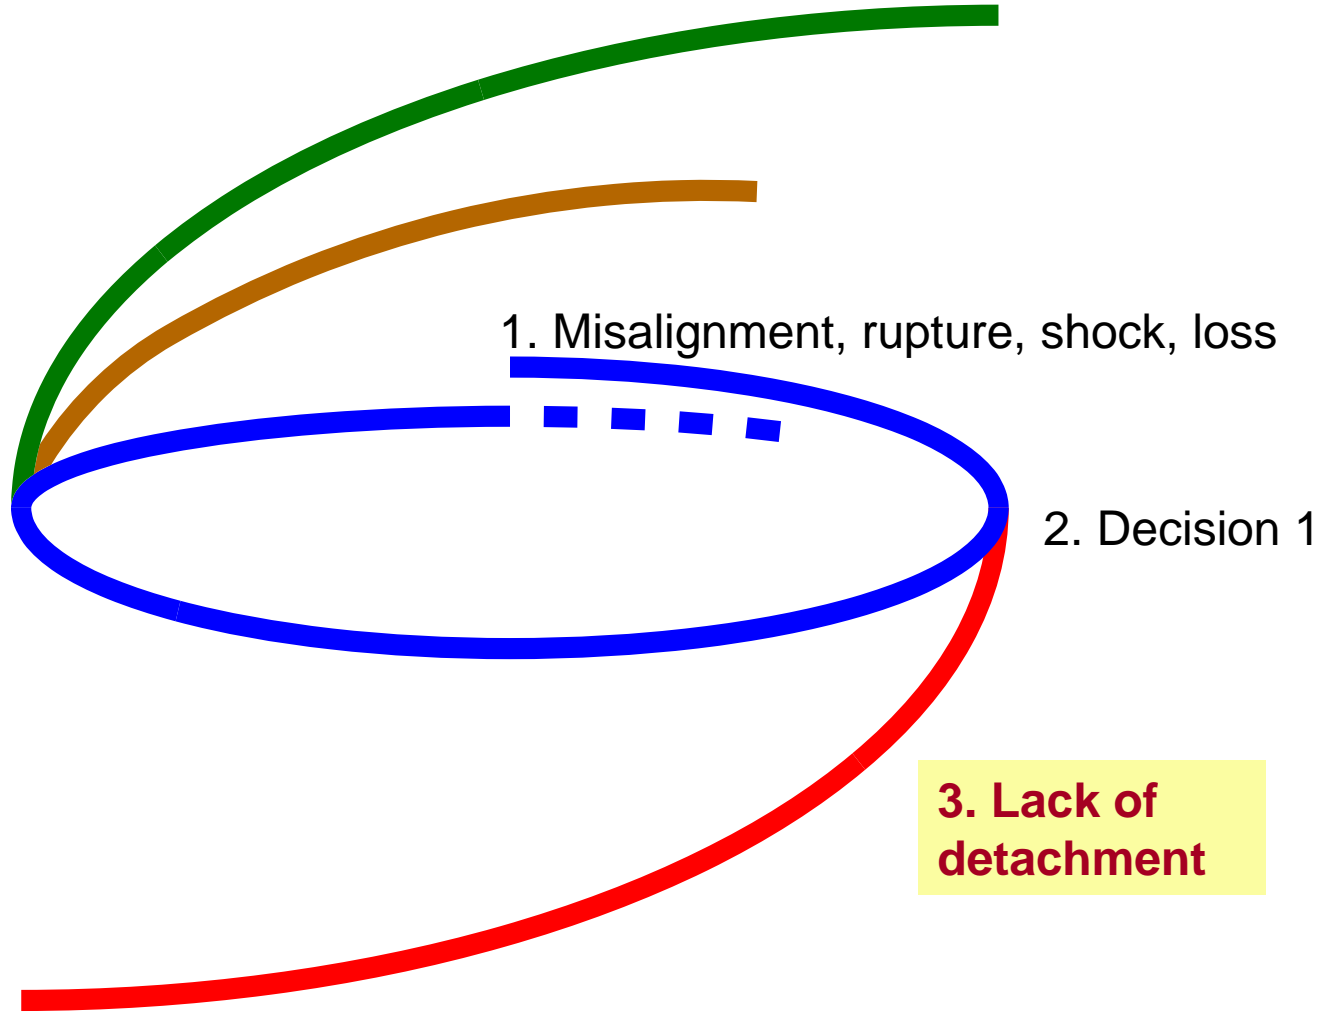 1. Misalignment, rupture, shock, loss
2. Decision 1
3. Lack of
detachment